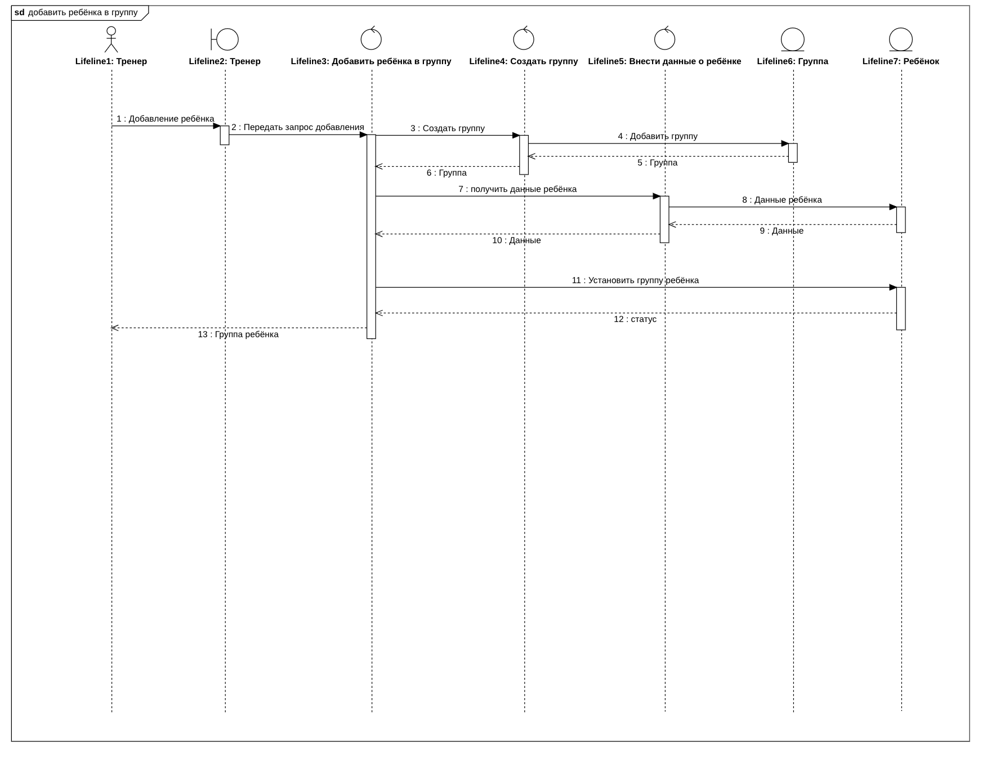 sd добавить ребёнка в группу
Lifeline1: Тренер
Lifeline2: Тренер
Lifeline3: Добавить ребёнка в группу
Lifeline4: Создать группу
Lifeline5: Внести данные о ребёнке
Lifeline6: Группа
Lifeline7: Ребёнок
1 : Добавление ребёнка
2 : Передать запрос добавления
3 : Создать группу
4 : Добавить группу
5 : Группа
6 : Группа
7 : получить данные ребёнка
8 : Данные ребёнка
9 : Данные
10 : Данные
11 : Установить группу ребёнка
12 : статус
13 : Группа ребёнка